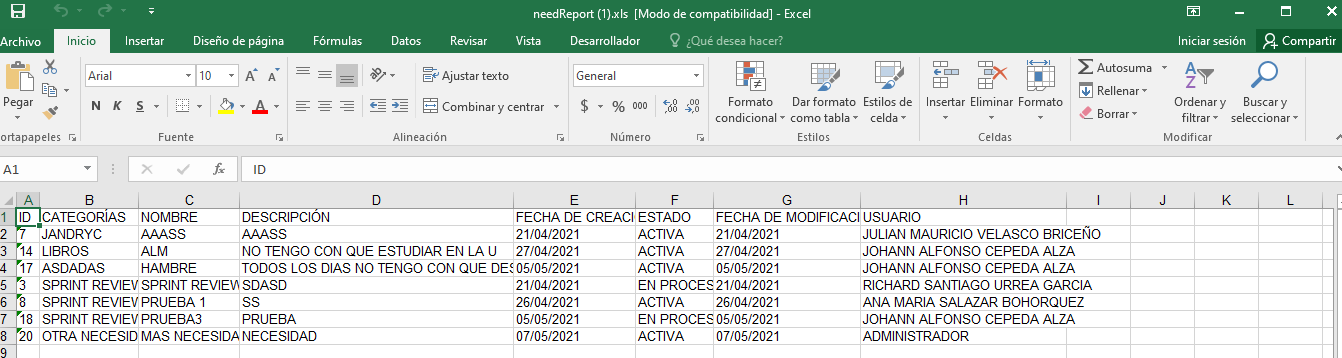 needReport (1).xls [Modo de compatibilidad] - Excel
Archivo Inicio Insertar Diseño de página Fórmulas Datos Revisar Vista Desarrollador ¿Qué desea hacer? Iniciar sesión Compartir
Pegar Arial 10 Ajustar texto General Formato condicional Dar formato como tabla Estilos de celda Insertar Eliminar Formato Autosuma Rellenar Borrar Ordenar y filtrar Buscar y seleccionar
N K S A Combinar y centrar $ % 000
ortapapeles Fuente Alineación Número Estilos Celdas Modificar
A1 fx ID
A B C D E F G H I J K L
1 ID CATEGORÍAS NOMBRE DESCRIPCIÓN FECHA DE CREACI ESTADO FECHA DE MODIFICACI USUARIO
2 7 JANDRYC AAASS AAASS 21/04/2021 ACTIVA 21/04/2021 JULIAN MAURICIO VELASCO BRICEÑO
3 14 LIBROS ALM NO TENGO CON QUE ESTUDIAR EN LA U 27/04/2021 ACTIVA 27/04/2021 JOHANN ALFONSO CEPEDA ALZA
4 17 ASDADAS HAMBRE TODOS LOS DIAS NO TENGO CON QUE DES 05/05/2021 ACTIVA 05/05/2021 JOHANN ALFONSO CEPEDA ALZA
5 3 SPRINT REVIEW SPRINT REVIEW SDASD 21/04/2021 EN PROCES 21/04/2021 RICHARD SANTIAGO URREA GARCIA
6 8 SPRINT REVIEW PRUEBA 1 SS 26/04/2021 ACTIVA 26/04/2021 ANA MARIA SALAZAR BOHORQUEZ
7 18 SPRINT REVIEW PRUEBA3 PRUEBA 05/05/2021 EN PROCES 05/05/2021 JOHANN ALFONSO CEPEDA ALZA
8 20 OTRA NECESID MAS NECESIDA NECESIDAD 07/05/2021 ACTIVA 07/05/2021 ADMINISTRADOR
9